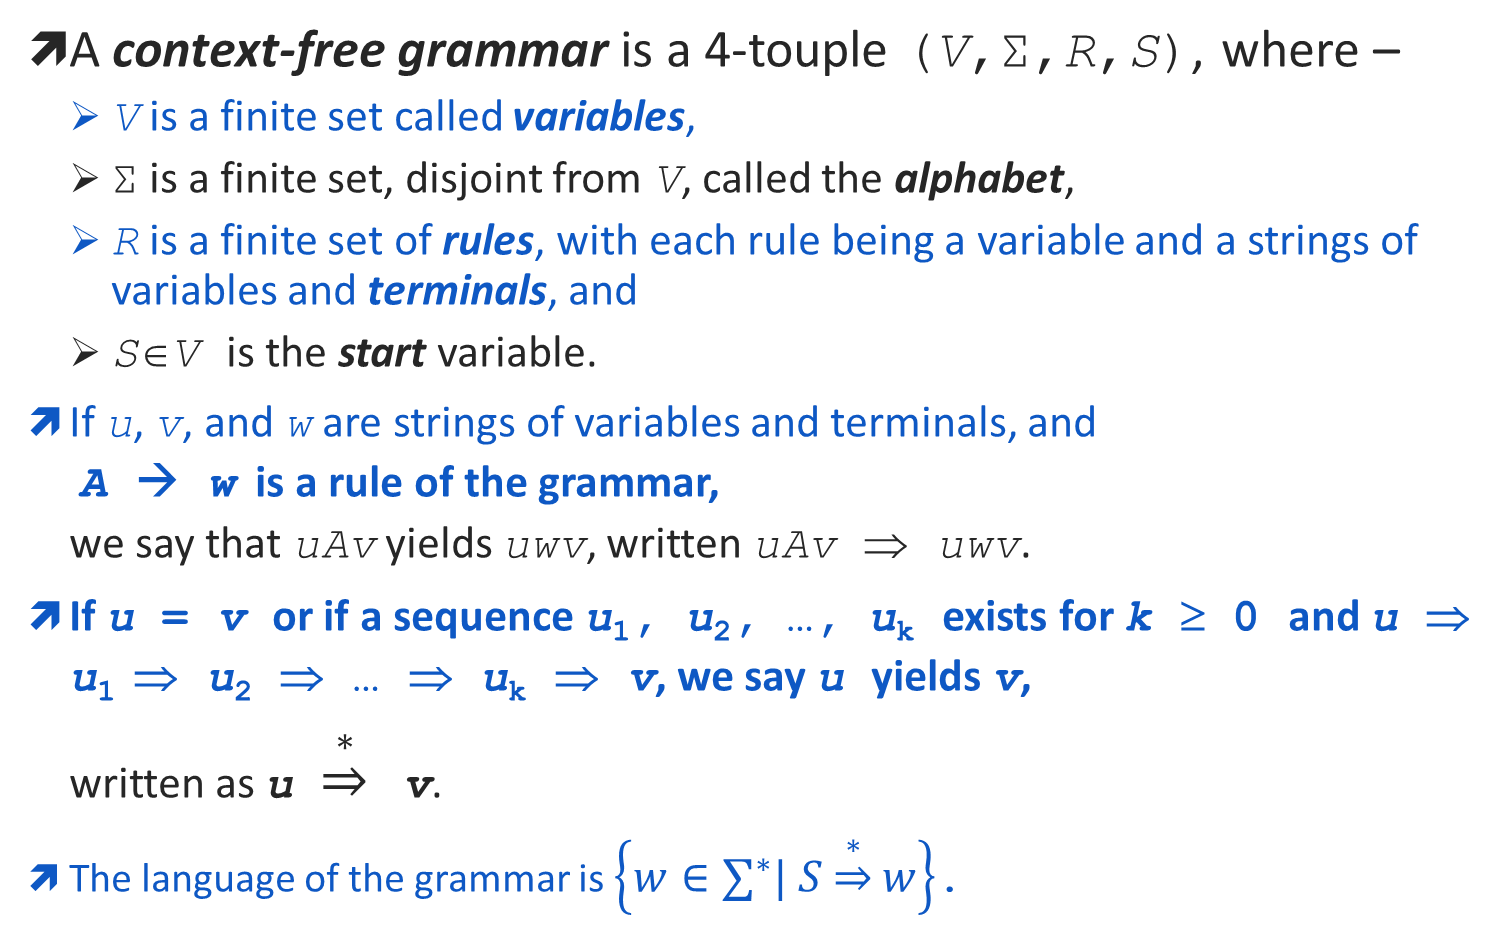 A context-free grammar is a 4-touple (V, Σ, R, S), where –
➢ V is a finite set called variables,
➢ Σ is a finite set, disjoint from V, called the alphabet,
➢ R is a finite set of rules, with each rule being a variable and a strings of
variables and terminals, and
➢ S∈V is the start variable.
If u, v, and w are strings of variables and terminals, and
A → w is a rule of the grammar,
we say that uAv yields uwv, written uAv ⇒ uwv.
If u = v or if a sequence u₁, u₂, …, uₖ exists for k ≥ 0 and u ⇒
u₁ ⇒ u₂ ⇒ … ⇒ uₖ ⇒ v, we say u yields v,
written as u ⇒* v.
The language of the grammar is {w ∈ Σ* | S ⇒* w}.